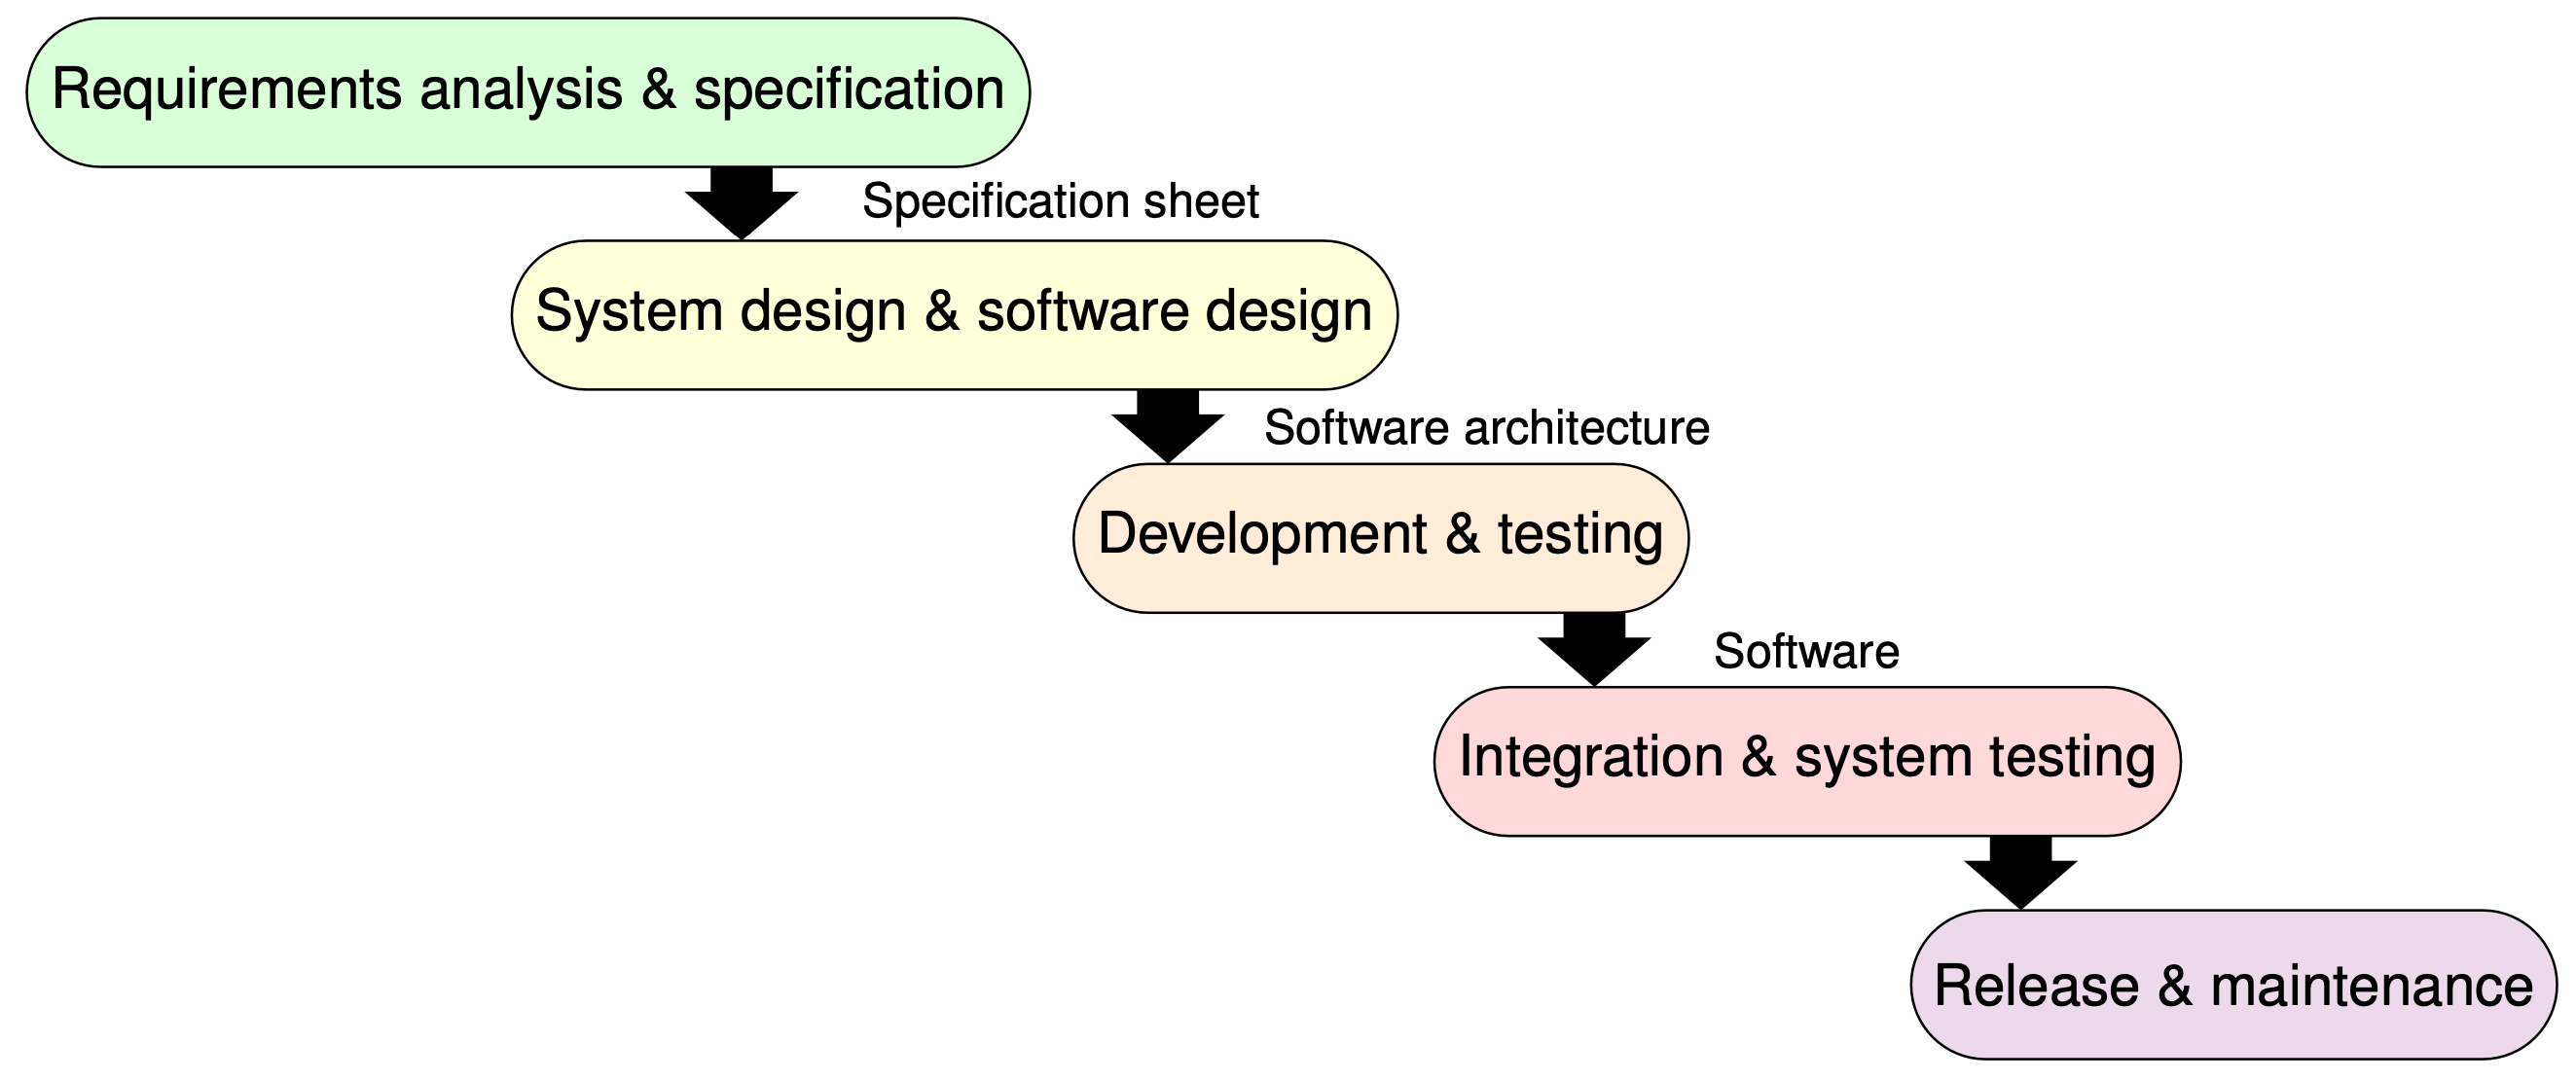 Requirements analysis & specification
Specification sheet
System design & software design
Software architecture
Development & testing
Software
Integration & system testing
Release & maintenance